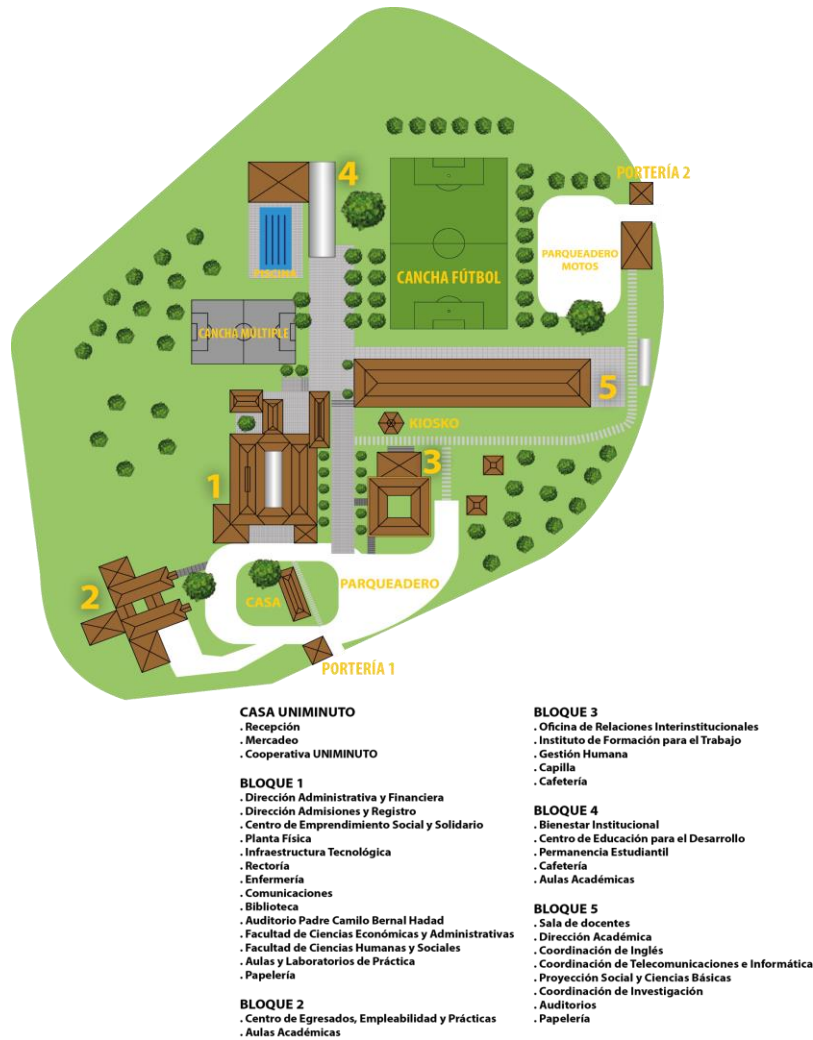 PORTERÍA 2
4
PARQUEADERO
MOTOS
PISCINA
CANCHA FÚTBOL
CANCHA MÚLTIPLE
5
KIOSKO
3
1
2
CASA
PARQUEADERO
PORTERÍA 1
CASA UNIMINUTO
. Recepción
. Mercadeo
. Cooperativa UNIMINUTO
BLOQUE 1
. Dirección Administrativa y Financiera
. Dirección Admisiones y Registro
. Centro de Emprendimiento Social y Solidario
. Planta Física
. Infraestructura Tecnológica
. Rectoría
. Enfermería
. Comunicaciones
. Biblioteca
. Auditorio Padre Camilo Bernal Hadad
. Facultad de Ciencias Económicas y Administrativas
. Facultad de Ciencias Humanas y Sociales
. Aulas y Laboratorios de Práctica
. Papelería
BLOQUE 2
. Centro de Egresados, Empleabilidad y Prácticas
. Aulas Académicas
BLOQUE 3
. Oficina de Relaciones Interinstitucionales
. Instituto de Formación para el Trabajo
. Gestión Humana
. Capilla
. Cafetería
BLOQUE 4
. Bienestar Institucional
. Centro de Educación para el Desarrollo
. Permanencia Estudiantil
. Cafetería
. Aulas Académicas
BLOQUE 5
. Sala de docentes
. Dirección Académica
. Coordinación de Inglés
. Coordinación de Telecomunicaciones e Informática
. Proyección Social y Ciencias Básicas
. Coordinación de Investigación
. Auditorios
. Papelería